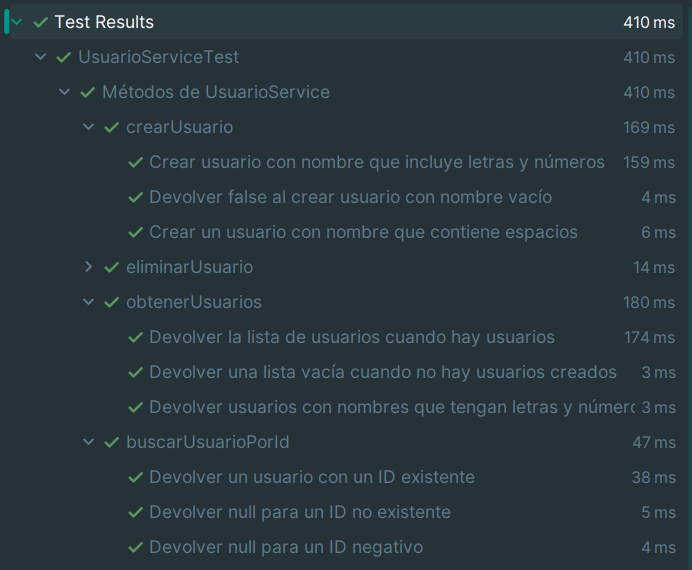 Test Results 410 ms
UsuarioServiceTest 410 ms
Métodos de UsuarioService 410 ms
crearUsuario 169 ms
Crear usuario con nombre que incluye letras y números 159 ms
Devolver false al crear usuario con nombre vacío 4 ms
Crear un usuario con nombre que contiene espacios 6 ms
eliminarUsuario 14 ms
obtenerUsuarios 180 ms
Devolver la lista de usuarios cuando hay usuarios 174 ms
Devolver una lista vacía cuando no hay usuarios creados 3 ms
Devolver usuarios con nombres que tengan letras y número 3 ms
buscarUsuarioPorId 47 ms
Devolver un usuario con un ID existente 38 ms
Devolver null para un ID no existente 5 ms
Devolver null para un ID negativo 4 ms